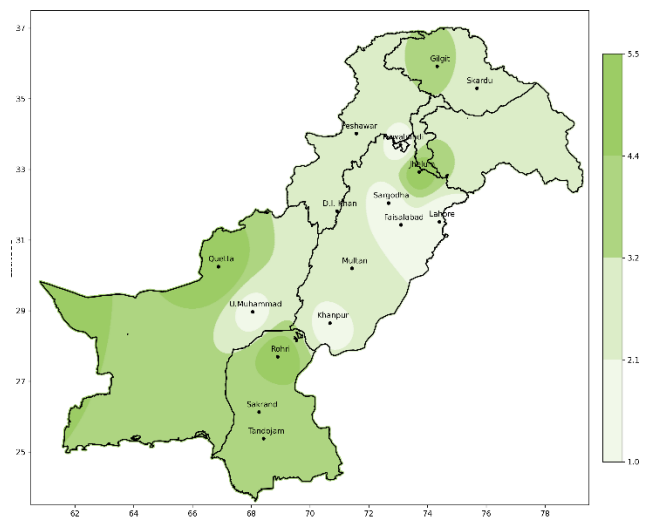 37
5.5
Gilgit
Skardu
35
4.4
Peshawar
33
Jhelum
Sargodha
D.I. Khan
Lahore
Faisalabad
3.2
31
Quetta
Multan
2.1
29
U.Muhammad
Khanpur
Rohri
27
Sakrand
Tandojam
25
1.0
62 64 66 68 70 72 74 76 78